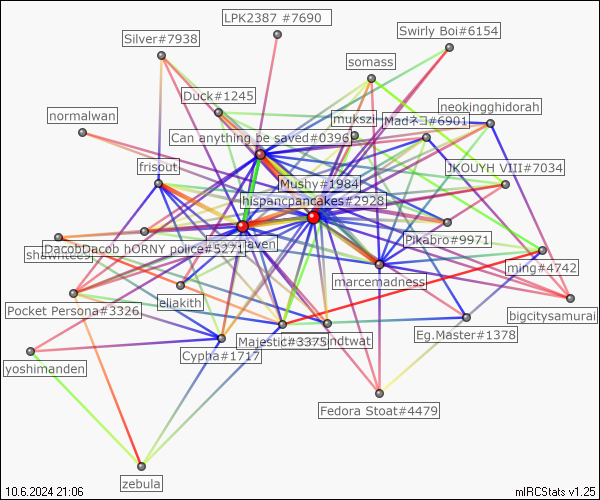 LPK2387 #7690
Swirly Boi#6154
Silver#7938
somass
Duck#1245
neokingghidorah
normalwan
mukszi
Madネコ#6901
Can anything be saved#0396
frisout
JKOUYH VIII#7034
Mushy#1984
hispancpancakes#2928
Pikabro#9971
DacobDacob hORNY police#5271
ming#4742
marcemadness
eliakith
Pocket Persona#3326
bigcitysamurai
Eg.Master#1378
Majestic#3375
Cypha#1717
yoshimanden
Fedora Stoat#4479
zebula
10.6.2024 21:06
mIRCStats v1.25